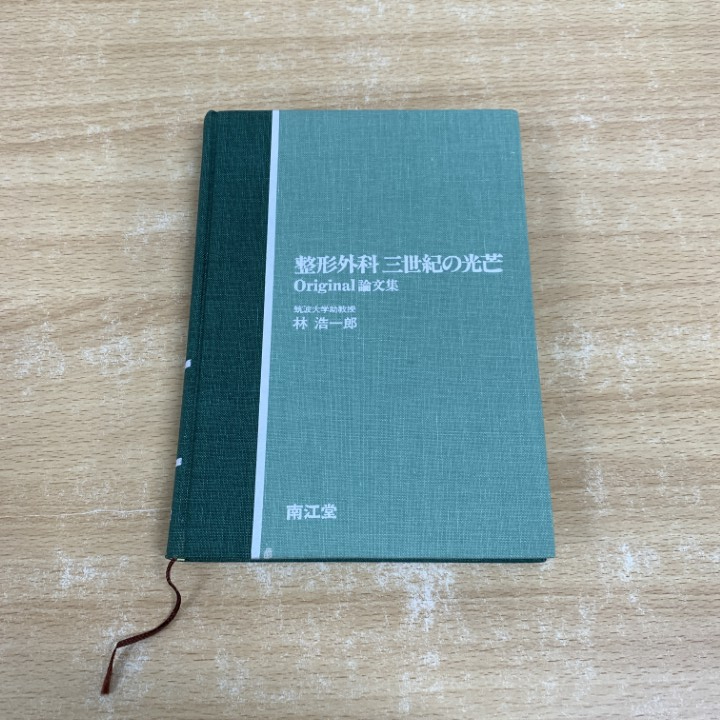 整形外科 三世紀の光芒
Original 論文集
筑波大学助教授
林 浩一郎
南江堂